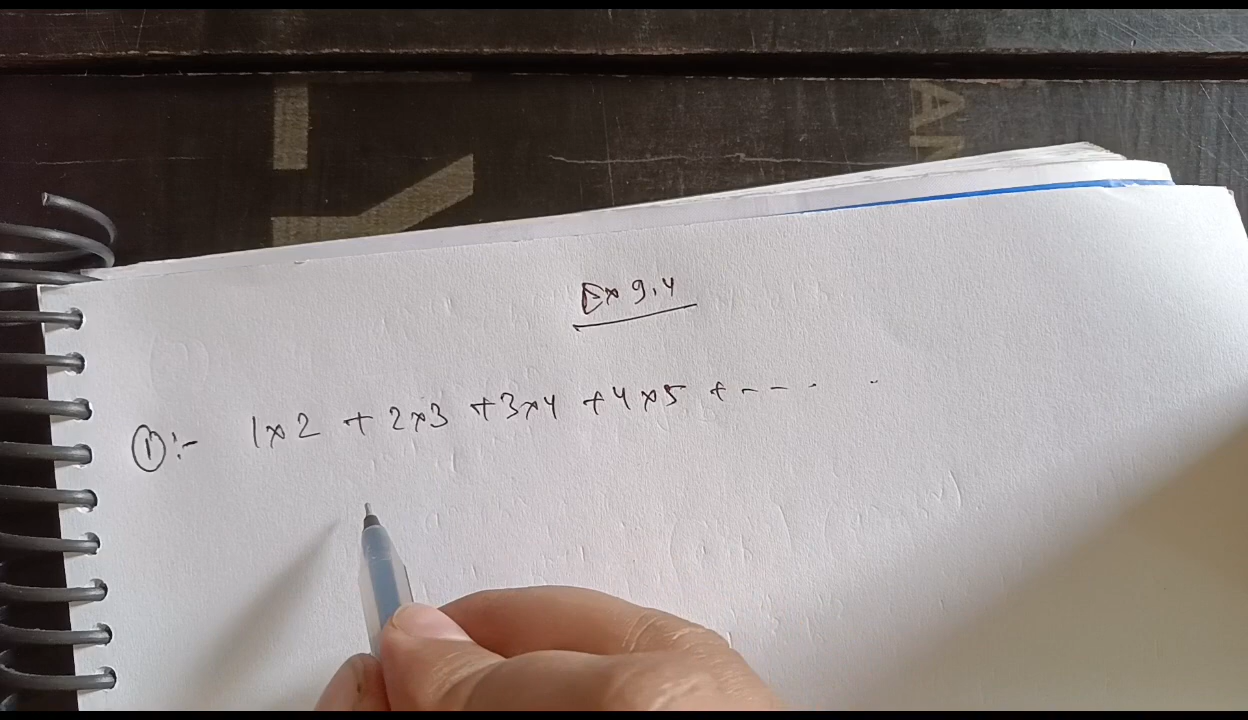 Ex 9.4
①:- 1×2 + 2×3 + 3×4 + 4×5 + - - - -